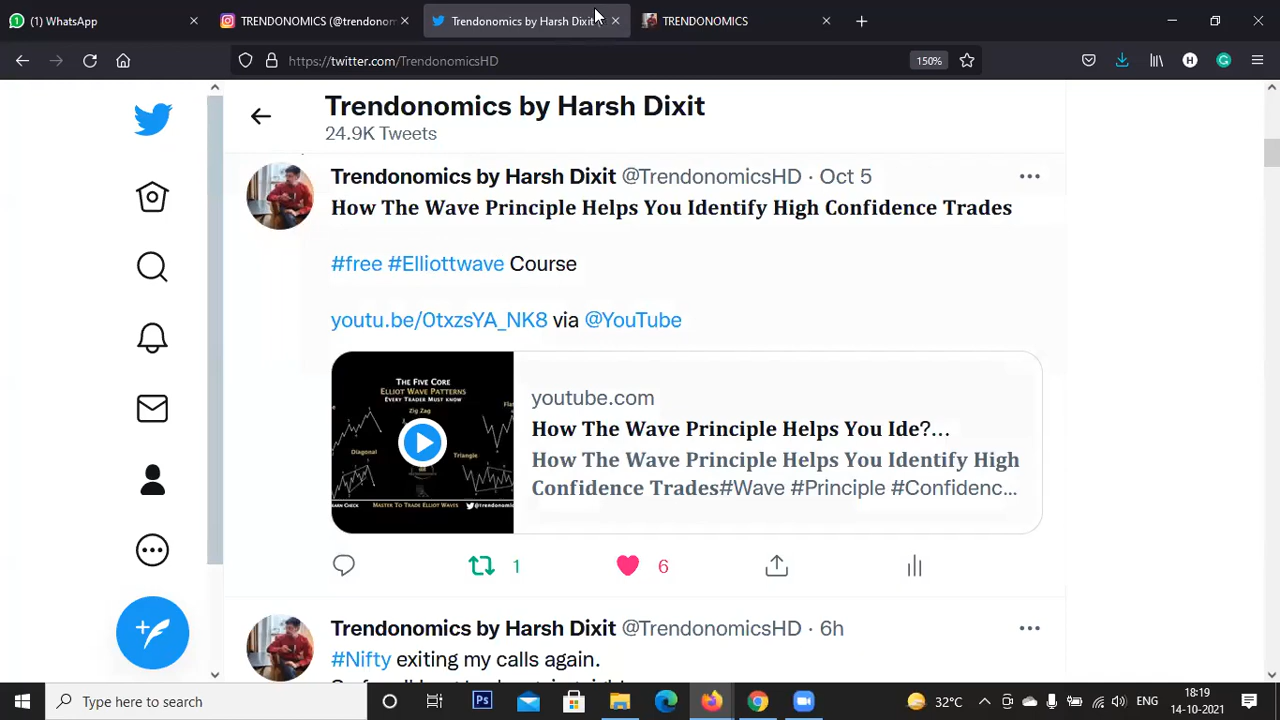 (1) WhatsApp
TRENDONOMICS (@trendonom
Trendonomics by Harsh Dixit
TRENDONOMICS
https://twitter.com/TrendonomicsHD
150%
Trendonomics by Harsh Dixit
24.9K Tweets
Trendonomics by Harsh Dixit @TrendonomicsHD · Oct 5
How The Wave Principle Helps You Identify High Confidence Trades
#free #Elliottwave Course
youtu.be/0txzsYA_NK8 via @YouTube
THE FIVE CORE
ELLIOT WAVE PATTERNS
EVERY TRADER MUST KNOW
Zig Zag
Diagonal
Triangle
MASTER TO TRADE ELLIOT WAVES
youtube.com
How The Wave Principle Helps You Ide?...
How The Wave Principle Helps You Identify High
Confidence Trades#Wave #Principle #Confidenc...
1
6
Trendonomics by Harsh Dixit @TrendonomicsHD · 6h
#Nifty exiting my calls again.
Type here to search
32°C
ENG
18:19
14-10-2021